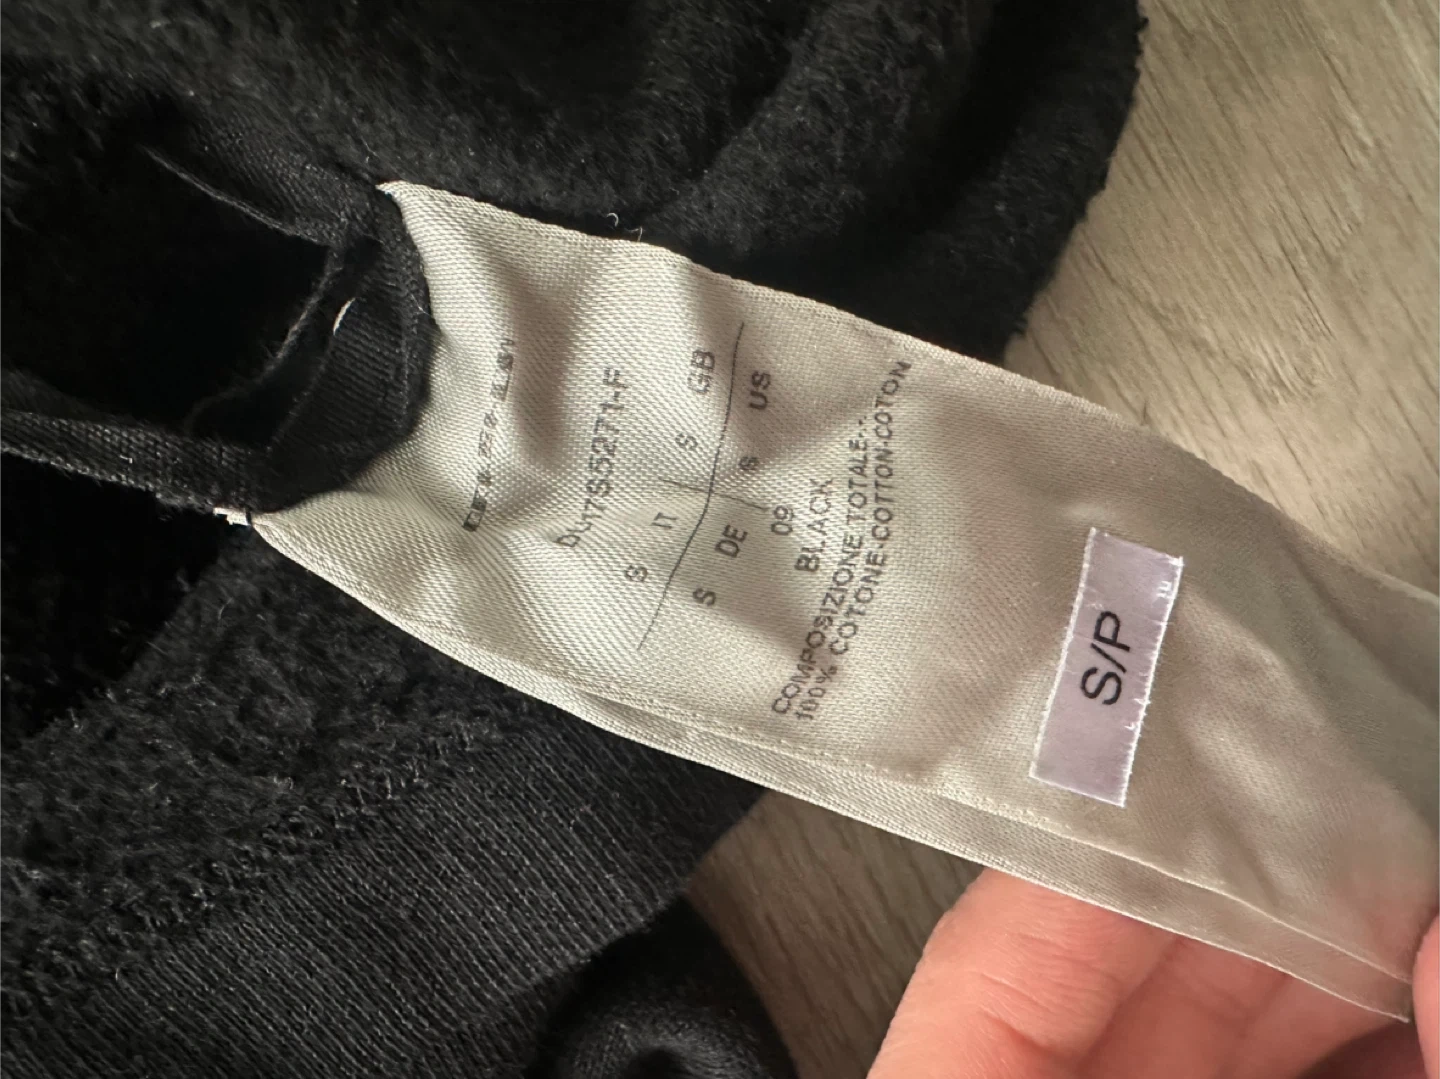 DU17S5271-F
S IT S GB
S DE S US
09
BLACK
COMPOSIZIONE TOTALE:
100% COTONE-COTTON-COTON
S/P